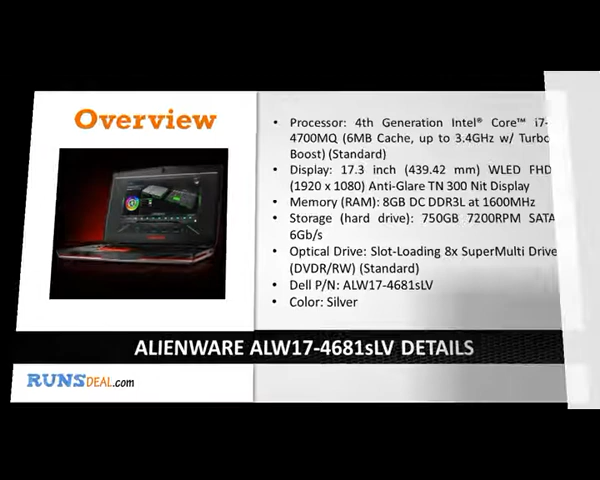 Overview
• Processor: 4th Generation Intel® Core™ i7-
4700MQ (6MB Cache, up to 3.4GHz w/ Turbo
Boost) (Standard)
• Display: 17.3 inch (439.42 mm) WLED FHD
(1920 x 1080) Anti-Glare TN 300 Nit Display
• Memory (RAM): 8GB DC DDR3L at 1600MHz
• Storage (hard drive): 750GB 7200RPM SATA
6Gb/s
• Optical Drive: Slot-Loading 8x SuperMulti Drive
(DVDR/RW) (Standard)
• Dell P/N: ALW17-4681sLV
• Color: Silver
ALIENWARE ALW17-4681sLV DETAILS
RUNSDEAL.com